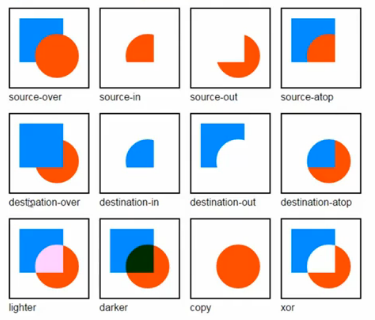 source-over source-in source-out source-atop
destination-over destination-in destination-out destination-atop
lighter darker copy xor